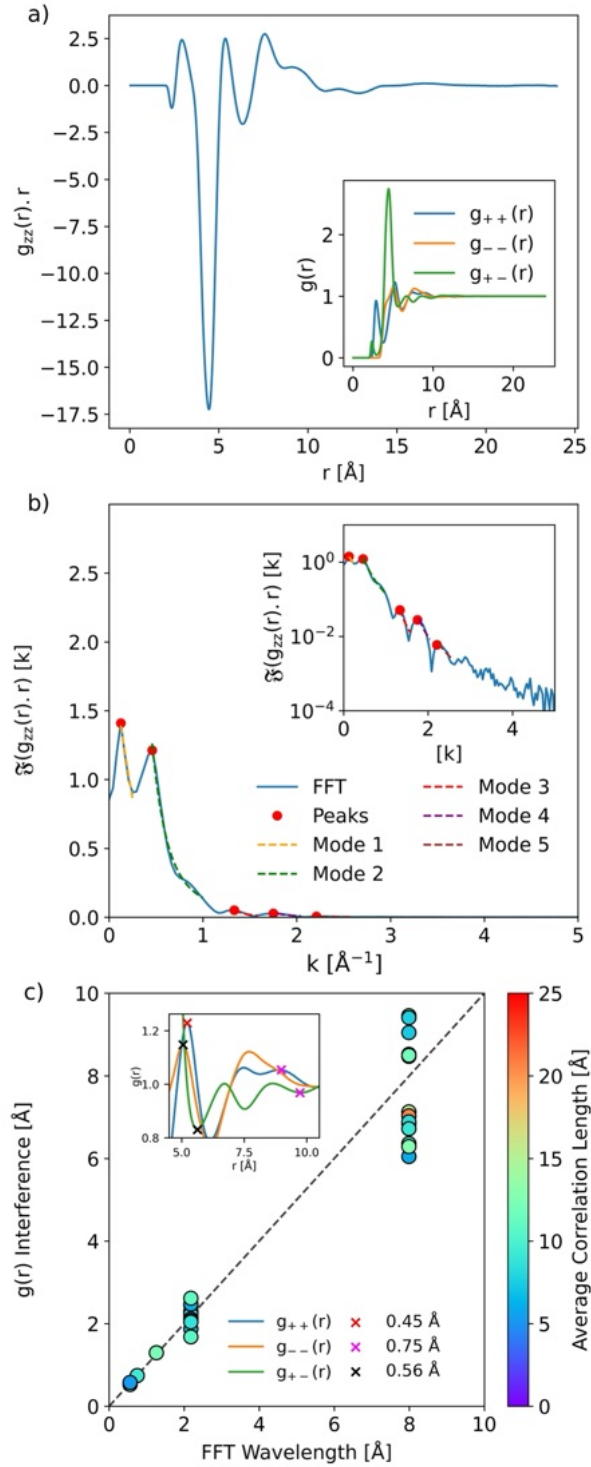 a)
2.5
0.0
−2.5
−5.0
−7.5
−10.0
−12.5
−15.0
−17.5
g_zz(r). r
0 5 10 15 20 25
r [Å]
2
1
0
g(r)
g₊₊(r)
g₋₋(r)
g₊₋(r)
0 10 20
r [Å]
b)
3.0
2.5
2.0
1.5
1.0
0.5
0.0
𝔉(g_zz(r). r) [k]
0 1 2 3 4 5
k [Å⁻¹]
10⁰
10⁻²
10⁻⁴
𝔉(g_zz(r). r) [k]
0 2 4
[k]
FFT
Peaks
Mode 1
Mode 2
Mode 3
Mode 4
Mode 5
c)
10
8
6
4
2
0
g(r) Interference [Å]
0 2 4 6 8 10
FFT Wavelength [Å]
1.2
1.0
0.8
g(r)
5.0 7.5 10.0
r [Å]
g₊₊(r) 0.45 Å
g₋₋(r) 0.75 Å
g₊₋(r) 0.56 Å
25
20
15
10
5
0
Average Correlation Length [Å]